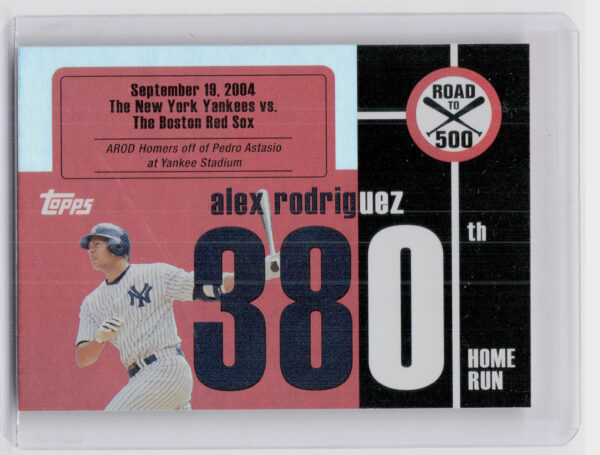 September 19, 2004
The New York Yankees vs.
The Boston Red Sox
AROD Homers off of Pedro Astasio
at Yankee Stadium
ROAD
TO
500
Topps
alex rodriguez
380
th
HOME
RUN
NY